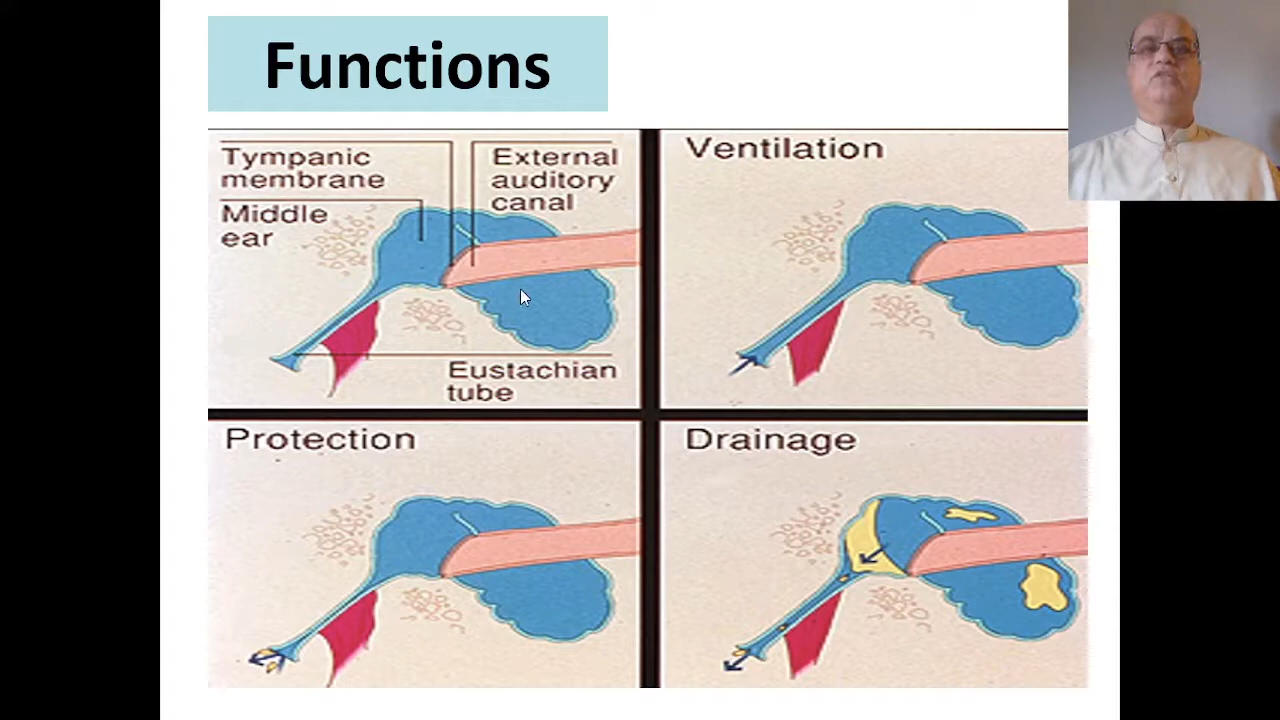 Functions
Tympanic
membrane
Middle
ear
External
auditory
canal
Eustachian
tube
Ventilation
Protection
Drainage